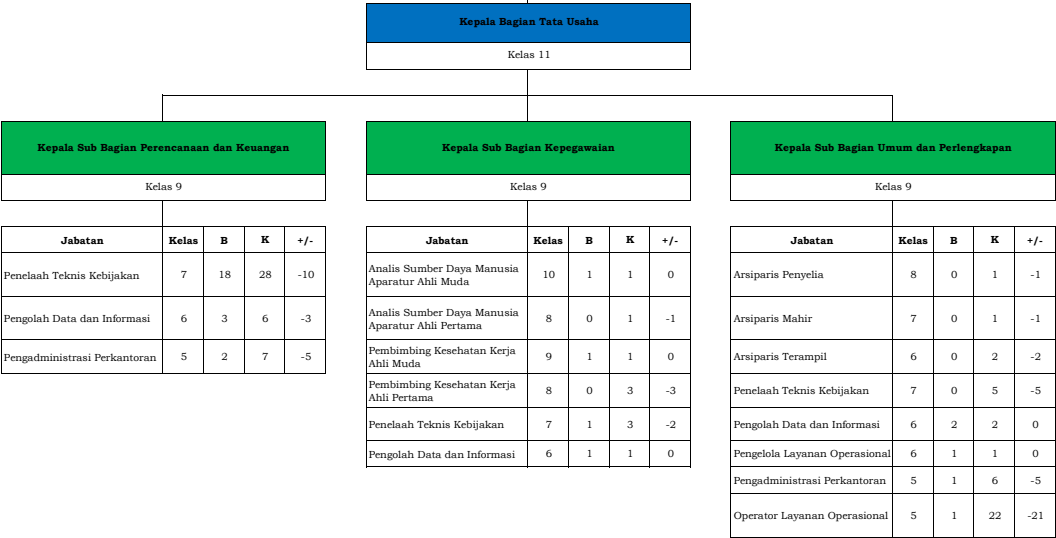 Kepala Bagian Tata Usaha
Kelas 11
Kepala Sub Bagian Perencanaan dan Keuangan
Kelas 9
Jabatan Kelas B K +/-
Penelaah Teknis Kebijakan 7 18 28 -10
Pengolah Data dan Informasi 6 3 6 -3
Pengadministrasi Perkantoran 5 2 7 -5
Kepala Sub Bagian Kepegawaian
Kelas 9
Jabatan Kelas B K +/-
Analis Sumber Daya Manusia
Aparatur Ahli Muda 10 1 1 0
Analis Sumber Daya Manusia
Aparatur Ahli Pertama 8 0 1 -1
Pembimbing Kesehatan Kerja
Ahli Muda 9 1 1 0
Pembimbing Kesehatan Kerja
Ahli Pertama 8 0 3 -3
Penelaah Teknis Kebijakan 7 1 3 -2
Pengolah Data dan Informasi 6 1 1 0
Kepala Sub Bagian Umum dan Perlengkapan
Kelas 9
Jabatan Kelas B K +/-
Arsiparis Penyelia 8 0 1 -1
Arsiparis Mahir 7 0 1 -1
Arsiparis Terampil 6 0 2 -2
Penelaah Teknis Kebijakan 7 0 5 -5
Pengolah Data dan Informasi 6 2 2 0
Pengelola Layanan Operasional 6 1 1 0
Pengadministrasi Perkantoran 5 1 6 -5
Operator Layanan Operasional 5 1 22 -21